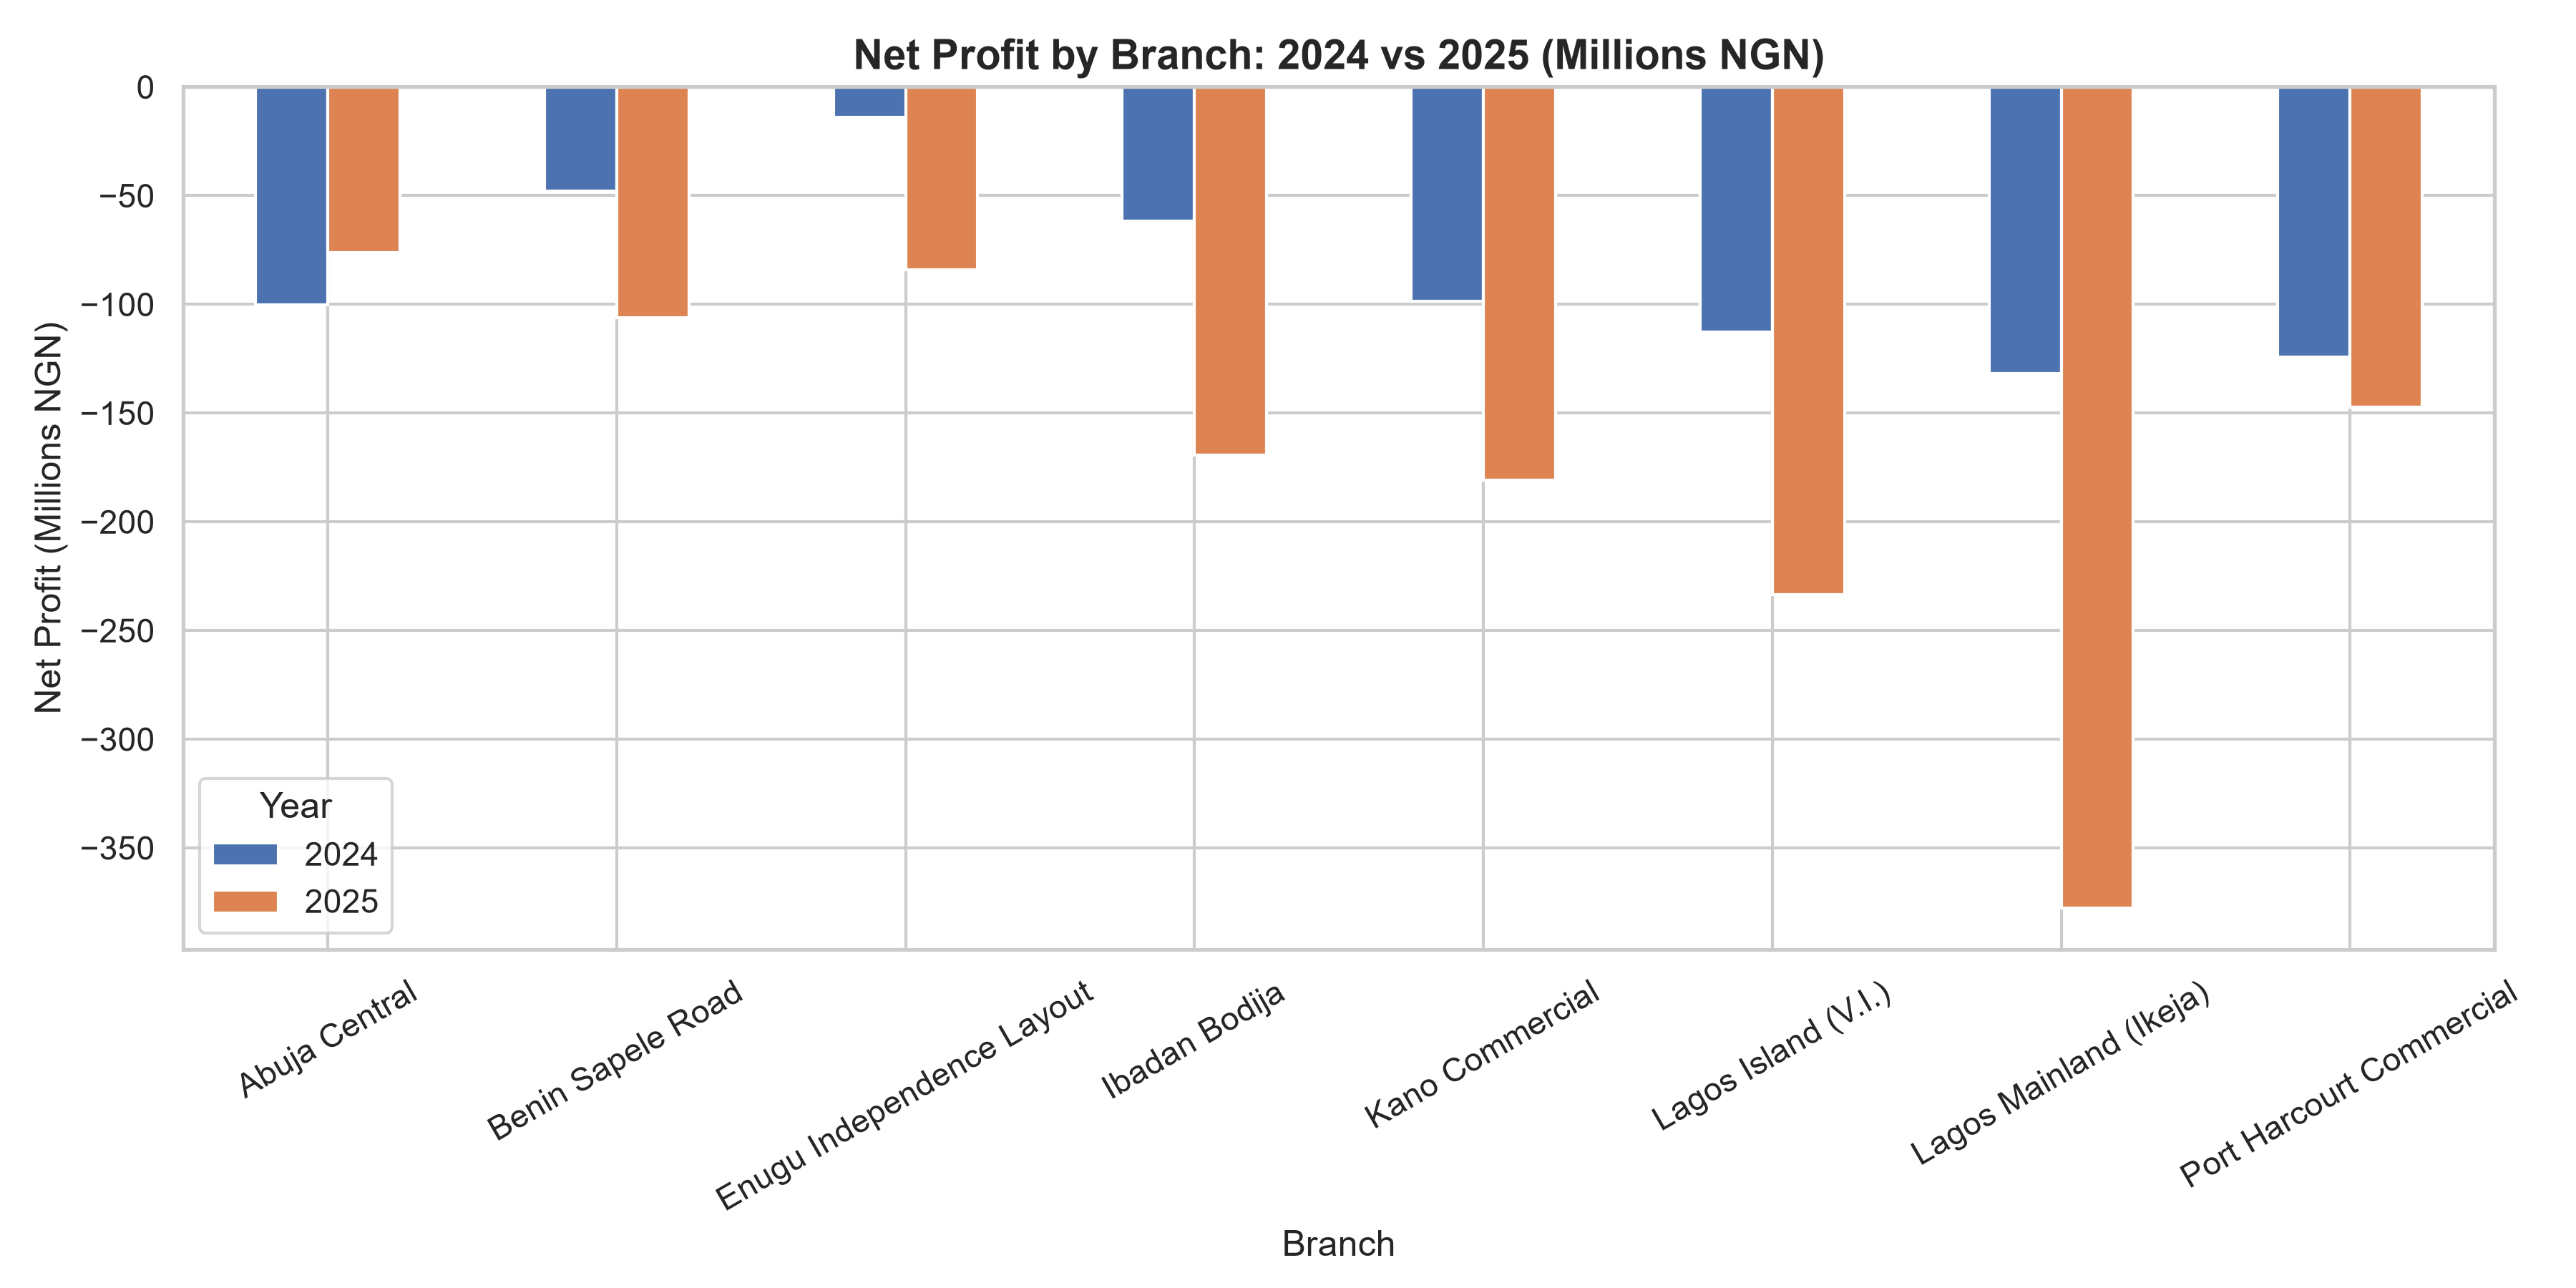 Net Profit by Branch: 2024 vs 2025 (Millions NGN)
Net Profit (Millions NGN)
0
−50
−100
−150
−200
−250
−300
−350
Year
2024
2025
Abuja Central
Benin Sapele Road
Enugu Independence Layout
Ibadan Bodija
Kano Commercial
Lagos Island (V.I.)
Lagos Mainland (Ikeja)
Port Harcourt Commercial
Branch